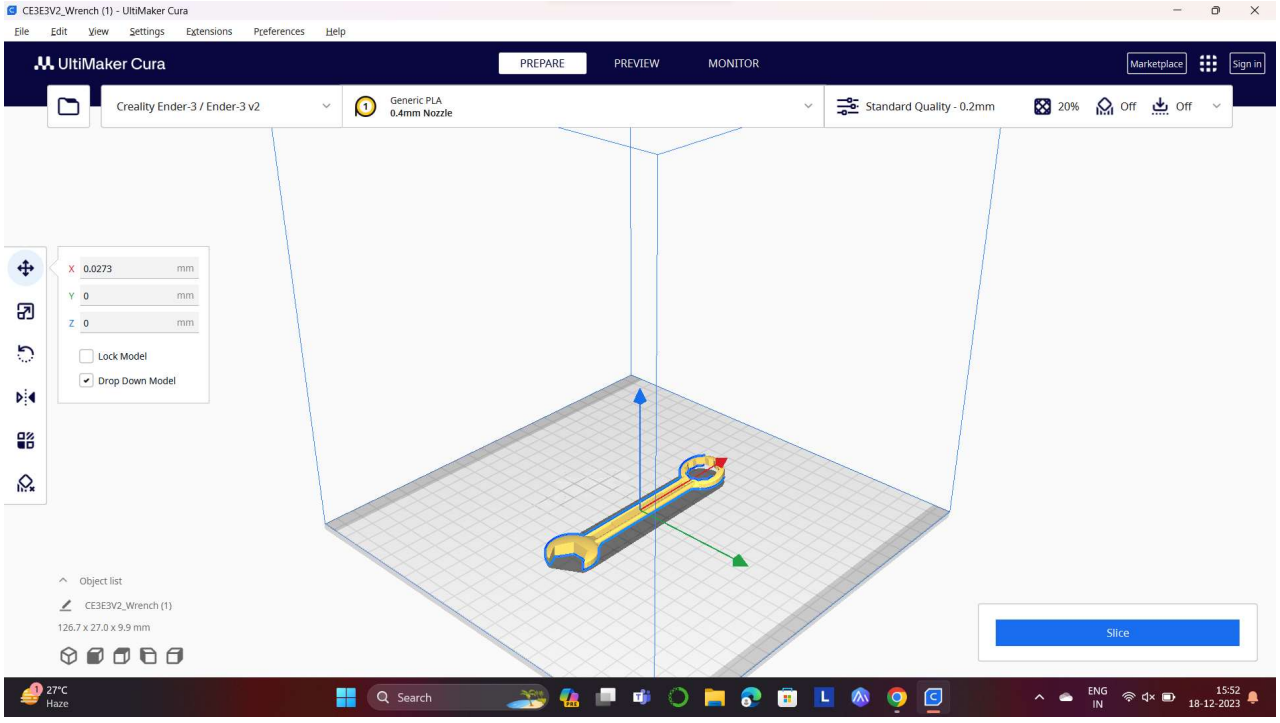 CE3E3V2_Wrench (1) - UltiMaker Cura
File Edit View Settings Extensions Preferences Help
UltiMaker Cura
PREPARE PREVIEW MONITOR
Marketplace Sign in
Creality Ender-3 / Ender-3 v2
1 Generic PLA
0.4mm Nozzle
Standard Quality - 0.2mm 20% Off Off
X 0.0273 mm
Y 0 mm
Z 0 mm
Lock Model
Drop Down Model
Object list
CE3E3V2_Wrench (1)
126.7 x 27.0 x 9.9 mm
Slice
1 27°C
Haze
Search
PRE
L
ENG
IN
15:52
18-12-2023